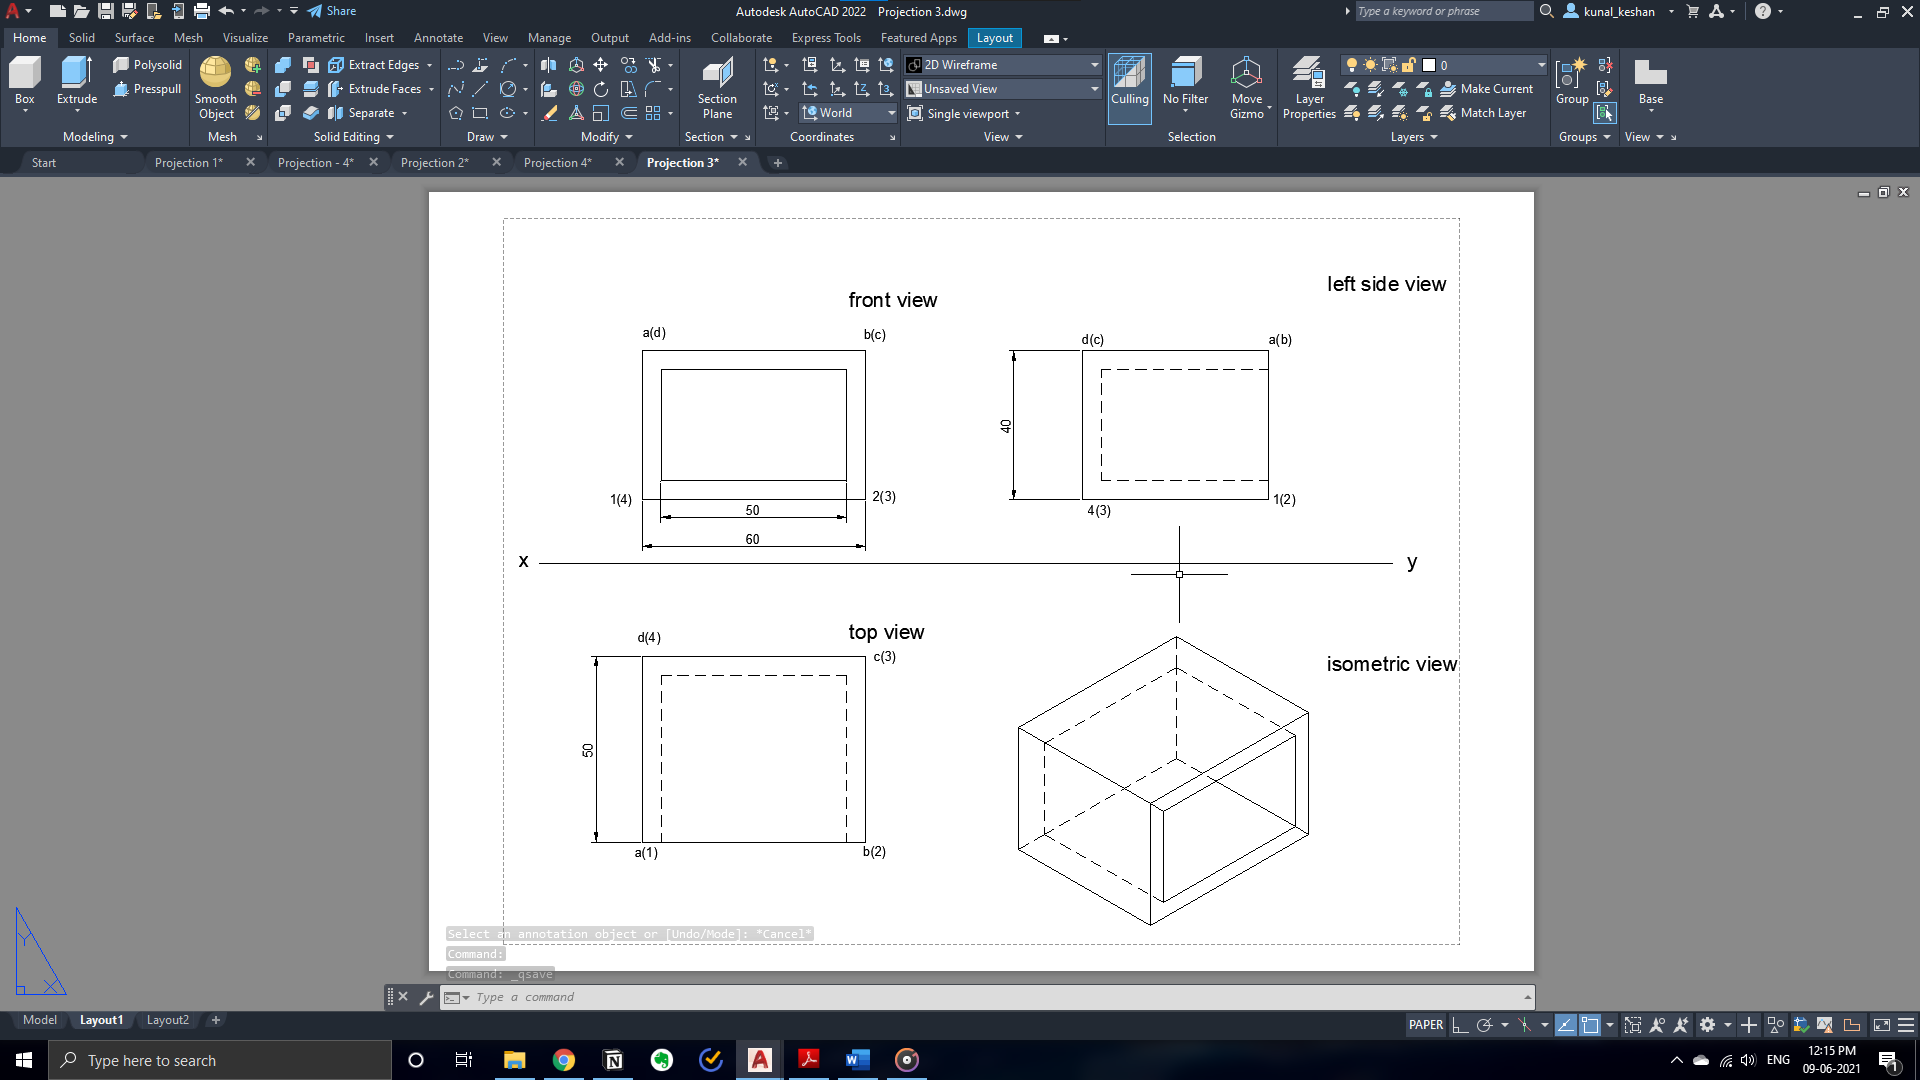 Share
Autodesk AutoCAD 2022 Projection 3.dwg
Type a keyword or phrase
kunal_keshan
Home Solid Surface Mesh Visualize Parametric Insert Annotate View Manage Output Add-ins Collaborate Express Tools Featured Apps Layout
Box
Extrude
Polysolid
Presspull
Modeling
Smooth
Object
Mesh
Extract Edges
Extrude Faces
Separate
Solid Editing
Draw
Modify
Section
Plane
Section
World
Coordinates
2D Wireframe
Unsaved View
Single viewport
View
Culling
No Filter
Move
Gizmo
Selection
Layer
Properties
0
Make Current
Match Layer
Layers
Group
Groups
Base
View
Start Projection 1* Projection - 4* Projection 2* Projection 4* Projection 3*
left side view
front view
a(d) b(c)
d(c) a(b)
40
1(4) 2(3)
1(2)
4(3)
50
60
x y
top view
d(4)
c(3)
isometric view
50
a(1) b(2)
Select an annotation object or [Undo/Mode]: *Cancel*
Command:
Command: _qsave
Type a command
Y
X
Model Layout1 Layout2
PAPER
Type here to search
ENG
12:15 PM
09-06-2021
1